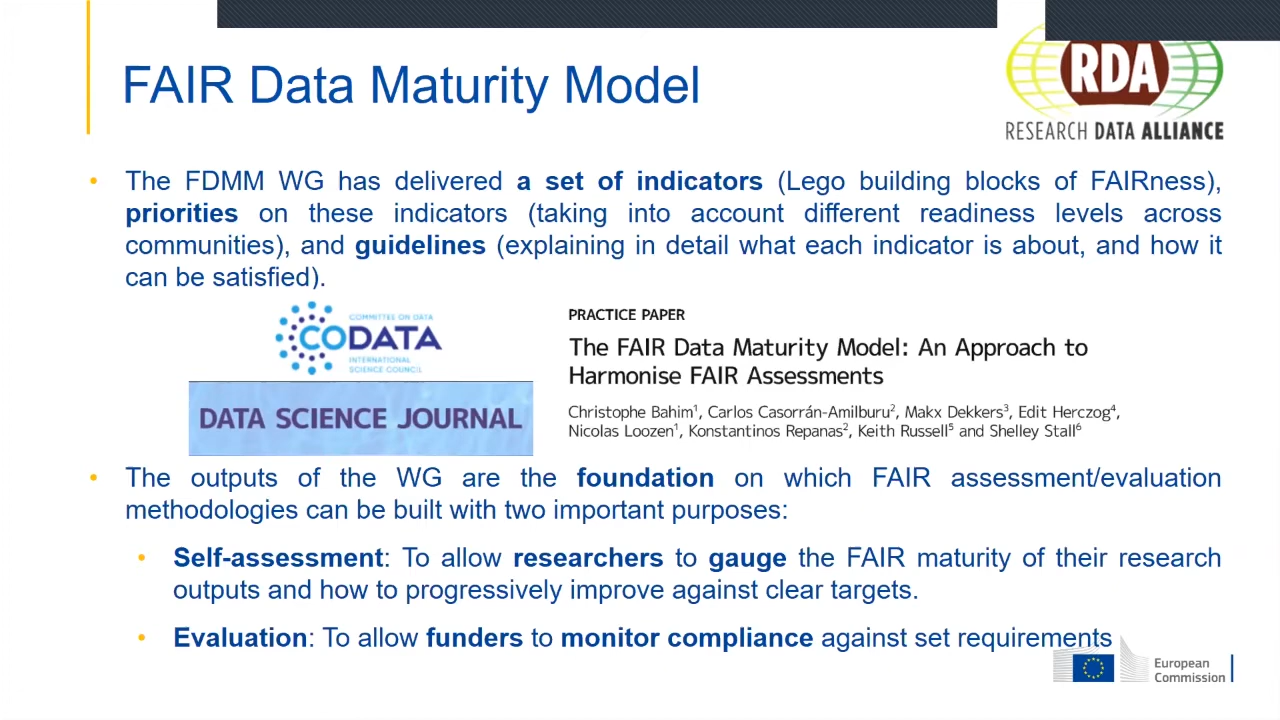 FAIR Data Maturity Model
RDA
RESEARCH DATA ALLIANCE
• The FDMM WG has delivered a set of indicators (Lego building blocks of FAIRness),
priorities on these indicators (taking into account different readiness levels across
communities), and guidelines (explaining in detail what each indicator is about, and how it
can be satisfied).
COMMITTEE ON DATA
CODATA
INTERNATIONAL
SCIENCE COUNCIL
DATA SCIENCE JOURNAL
PRACTICE PAPER
The FAIR Data Maturity Model: An Approach to
Harmonise FAIR Assessments
Christophe Bahim¹, Carlos Casorrán-Amilburu², Makx Dekkers³, Edit Herczog⁴,
Nicolas Loozen¹, Konstantinos Repanas², Keith Russell⁵ and Shelley Stall⁶
• The outputs of the WG are the foundation on which FAIR assessment/evaluation
methodologies can be built with two important purposes:
• Self-assessment: To allow researchers to gauge the FAIR maturity of their research
outputs and how to progressively improve against clear targets.
• Evaluation: To allow funders to monitor compliance against set requirements
European
Commission